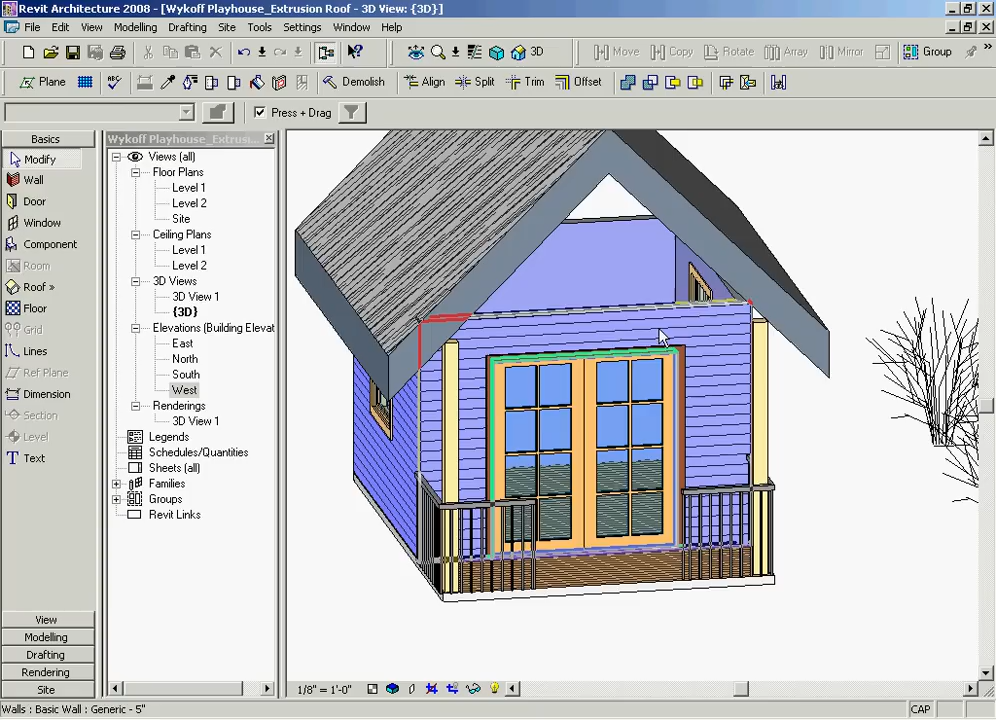 Revit Architecture 2008 - [Wykoff Playhouse_Extrusion Roof - 3D View: {3D}]
File Edit View Modelling Drafting Site Tools Settings Window Help
3D Move Copy Rotate Array Mirror Group
Plane Demolish Align Split Trim Offset
Press + Drag
Basics
Modify
Wall
Door
Window
Component
Room
Roof »
Floor
Grid
Lines
Ref Plane
Dimension
Section
Level
Text
View
Modelling
Drafting
Rendering
Site
Wykoff Playhouse_Extrusi...
Views (all)
Floor Plans
Level 1
Level 2
Site
Ceiling Plans
Level 1
Level 2
3D Views
3D View 1
{3D}
Elevations (Building Elevat
East
North
South
West
Renderings
3D View 1
Legends
Schedules/Quantities
Sheets (all)
Families
Groups
Revit Links
1/8" = 1'-0"
Walls : Basic Wall : Generic - 5"
CAP